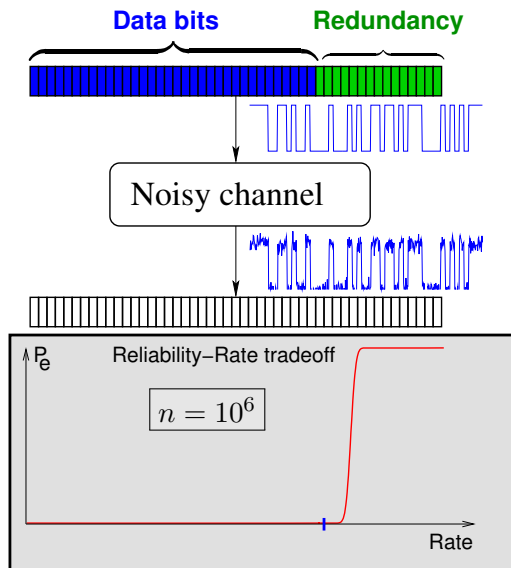 Data bits Redundancy
Noisy channel
Pe Reliability−Rate tradeoff
n = 10^6
Rate